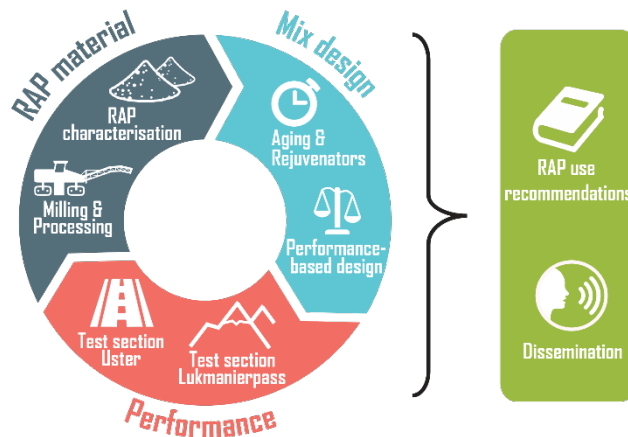 RAP material
RAP
characterisation
Milling &
Processing
Mix design
Aging &
Rejuvenators
Performance-
based design
Test section
Uster
Test section
Lukmanierpass
Performance
RAP use
recommendations
Dissemination